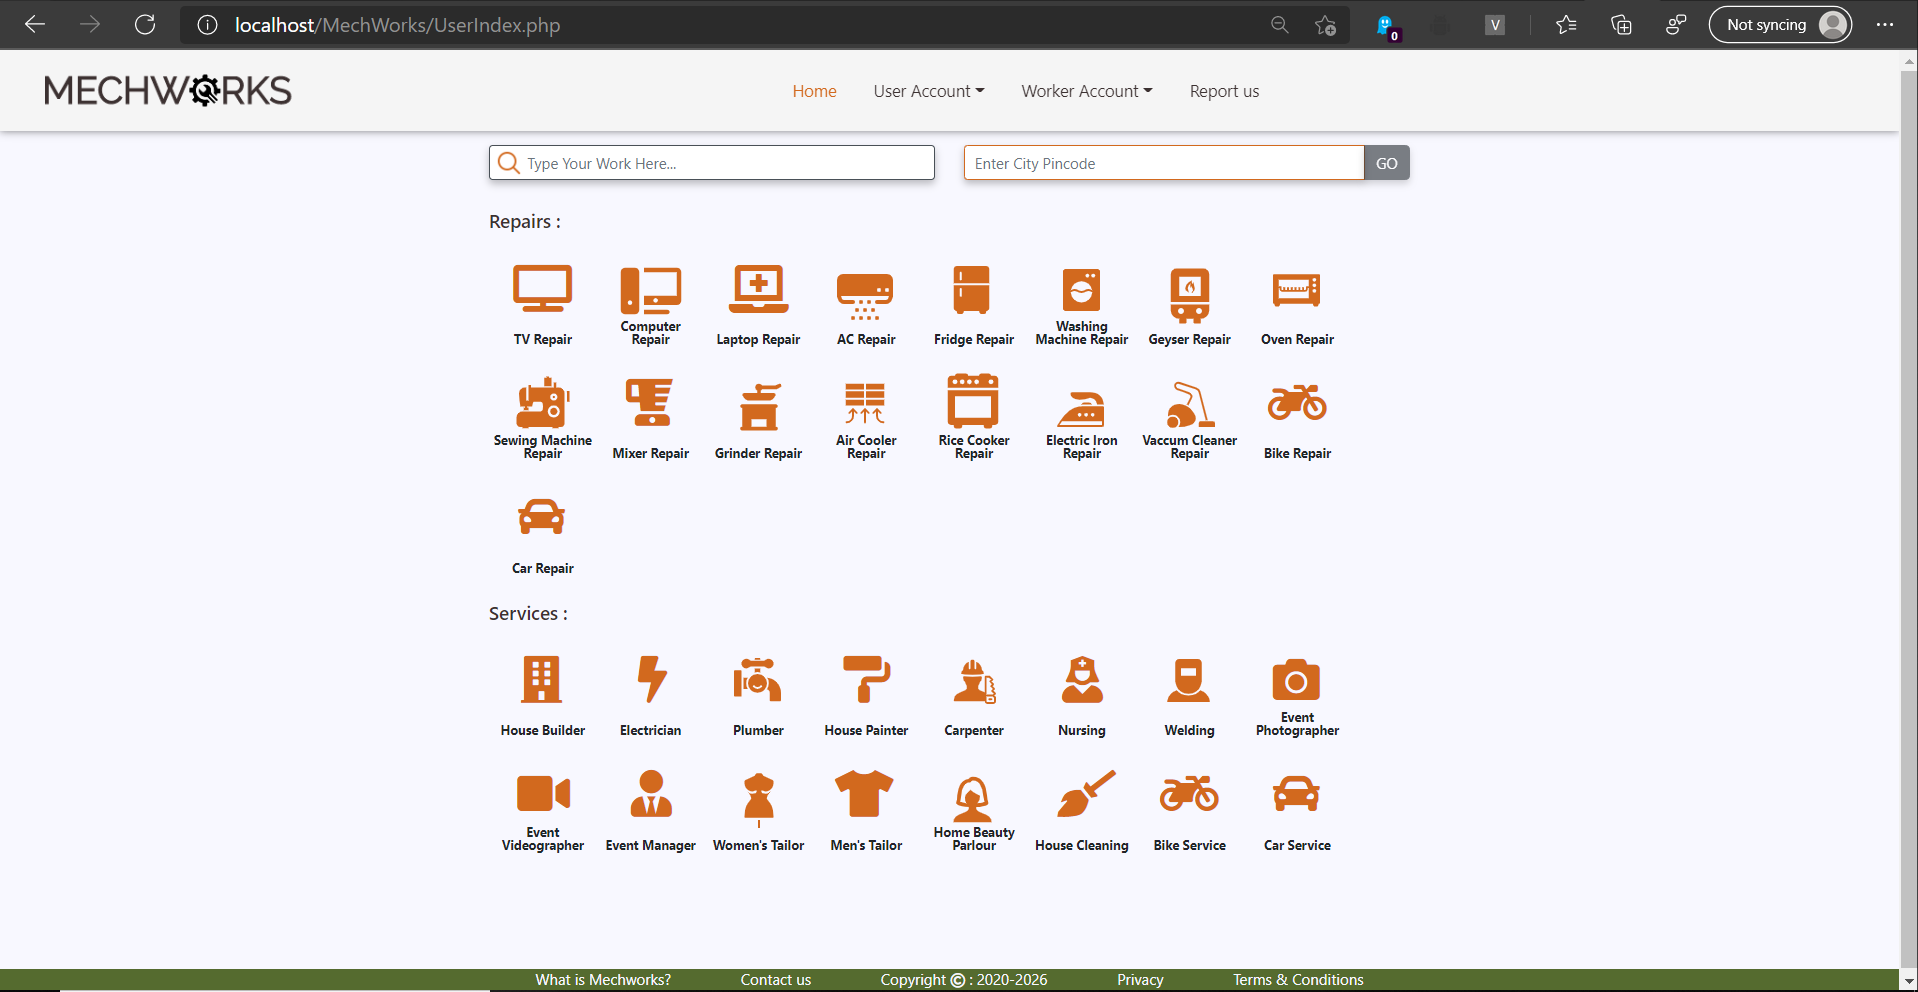 localhost/MechWorks/UserIndex.php
0
V
Not syncing
MECHWORKS
Home
User Account
Worker Account
Report us
Type Your Work Here...
Enter City Pincode
GO
Repairs :
TV Repair
Computer
Repair
Laptop Repair
AC Repair
Fridge Repair
Washing
Machine Repair
Geyser Repair
Oven Repair
Sewing Machine
Repair
Mixer Repair
Grinder Repair
Air Cooler
Repair
Rice Cooker
Repair
Electric Iron
Repair
Vaccum Cleaner
Repair
Bike Repair
Car Repair
Services :
House Builder
Electrician
Plumber
House Painter
Carpenter
Nursing
Welding
Event
Photographer
Event
Videographer
Event Manager
Women's Tailor
Men's Tailor
Home Beauty
Parlour
House Cleaning
Bike Service
Car Service
What is Mechworks?
Contact us
Copyright © : 2020-2026
Privacy
Terms & Conditions